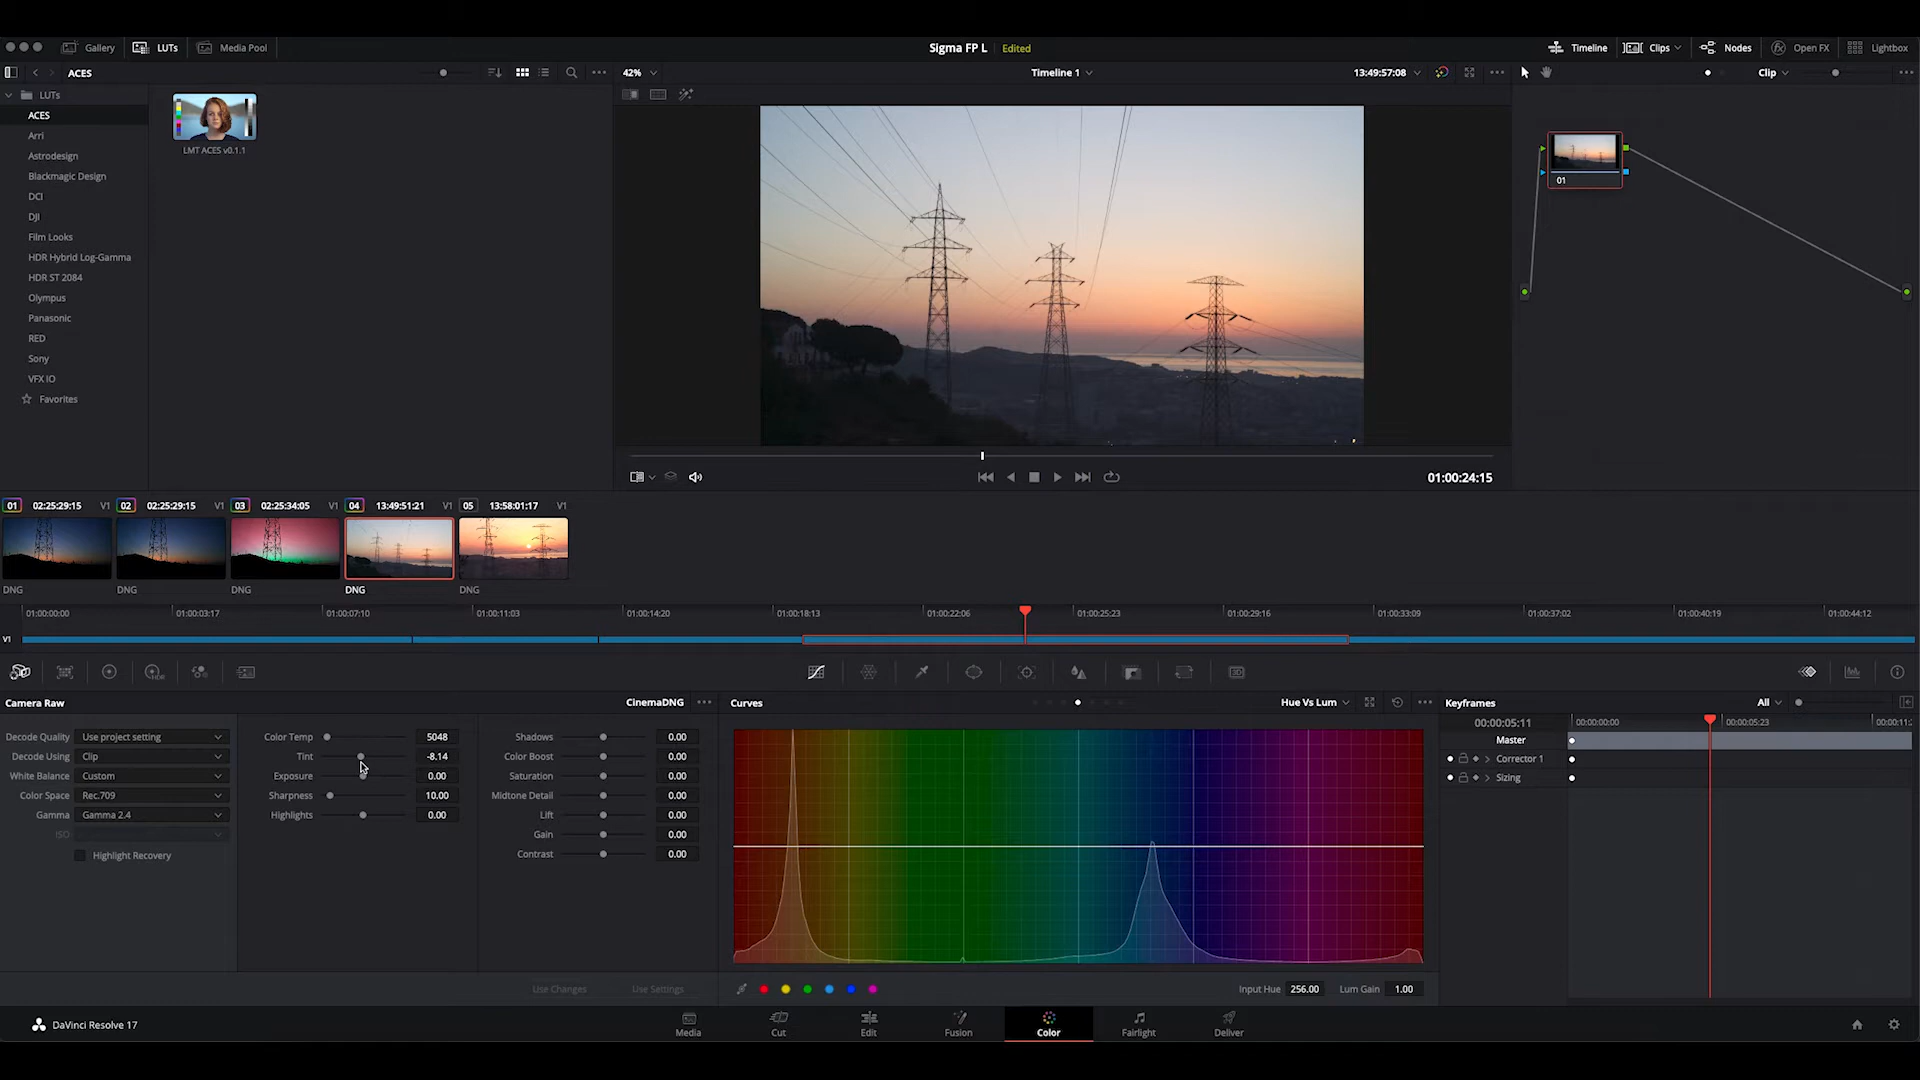 Gallery LUTs Media Pool Sigma FP L Edited Timeline Clips Nodes Open FX Lightbox
ACES 42% Timeline 1 13:49:57:08 Clip
LUTs
ACES
Arri
Astrodesign
Blackmagic Design
DCI
DJI
Film Looks
HDR Hybrid Log-Gamma
HDR ST 2084
Olympus
Panasonic
RED
Sony
VFX IO
Favorites
LMT ACES v0.1.1
01
01:00:24:15
01 02:25:29:15 V1 02 02:25:29:15 V1 03 02:25:34:05 V1 04 13:49:51:21 V1 05 13:58:01:17 V1
DNG DNG DNG DNG DNG
01:00:00:00 01:00:03:17 01:00:07:10 01:00:11:03 01:00:14:20 01:00:18:13 01:00:22:06 01:00:25:23 01:00:29:16 01:00:33:09 01:00:37:02 01:00:40:19 01:00:44:12
V1
HDR 3D
Camera Raw CinemaDNG
Decode Quality Use project setting
Decode Using Clip
White Balance Custom
Color Space Rec.709
Gamma Gamma 2.4
ISO
Highlight Recovery
Color Temp 5048
Tint -8.14
Exposure 0.00
Sharpness 10.00
Highlights 0.00
Shadows 0.00
Color Boost 0.00
Saturation 0.00
Midtone Detail 0.00
Lift 0.00
Gain 0.00
Contrast 0.00
Use Changes Use Settings
Curves Hue Vs Lum
Input Hue 256.00 Lum Gain 1.00
Keyframes All
00:00:05:11 00:00:00:00 00:00:05:23 00:00:11:
Master
Corrector 1
Sizing
DaVinci Resolve 17 Media Cut Edit Fusion Color Fairlight Deliver